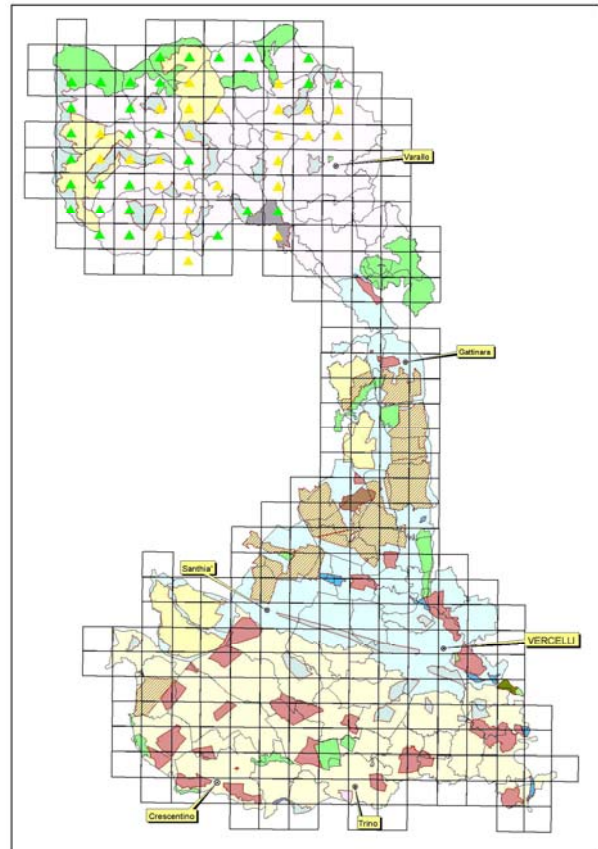 Varallo
Gattinara
Santhia'
VERCELLI
Crescentino
Trino